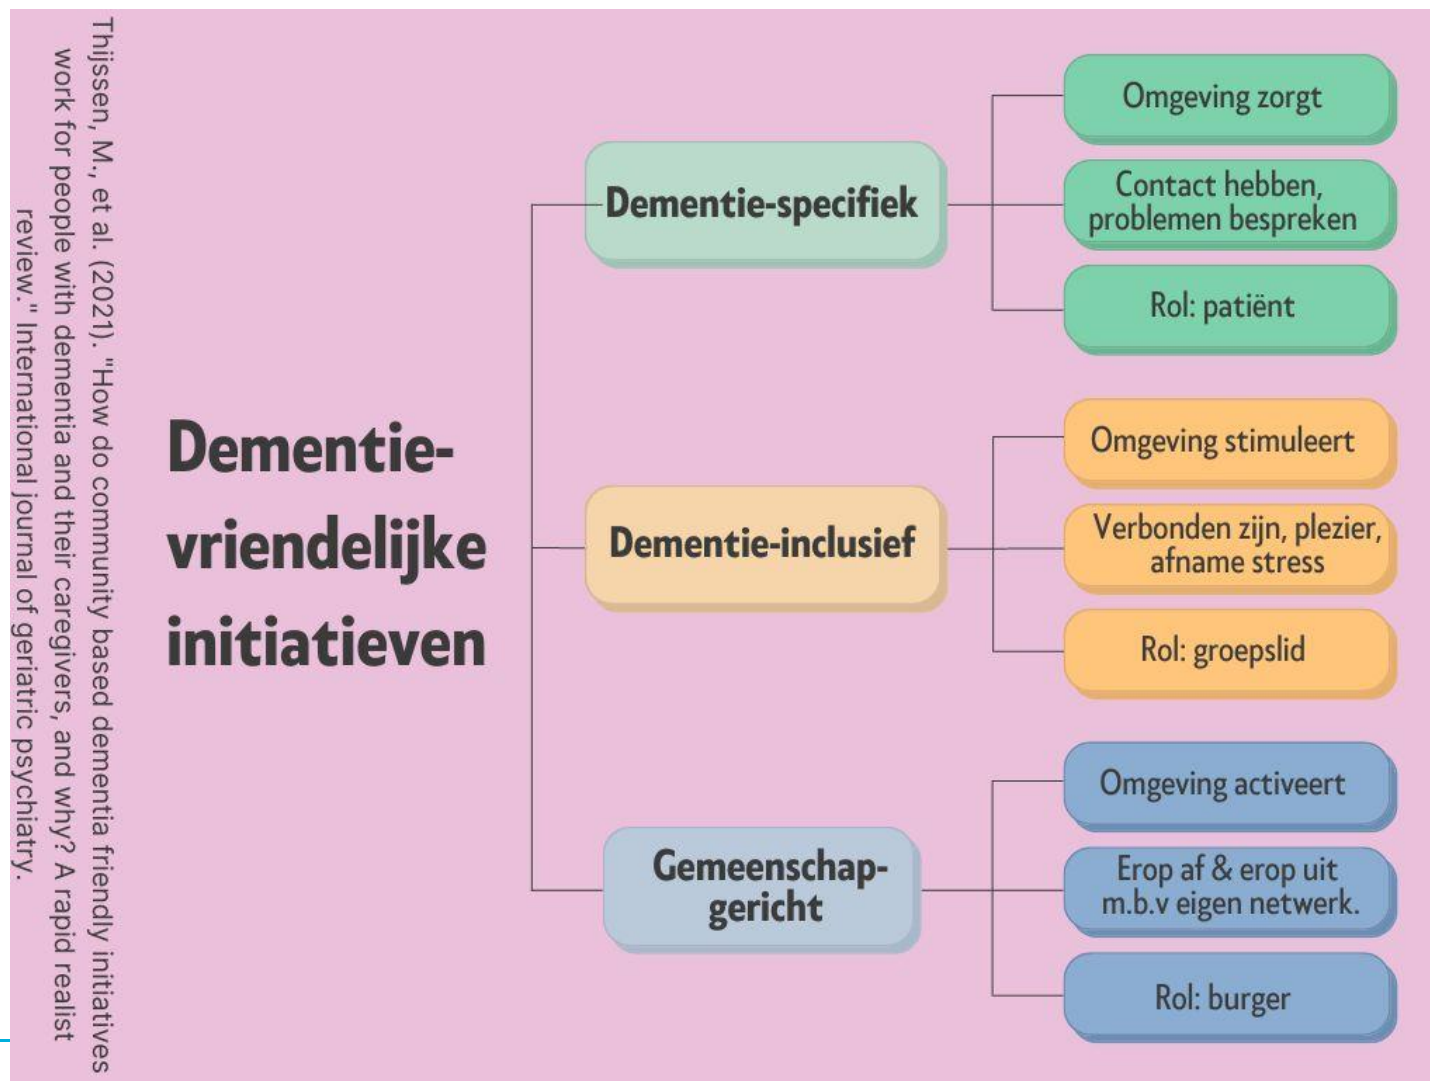 Thijssen, M., et al. (2021). "How do community based dementia friendly initiatives
work for people with dementia and their caregivers, and why? A rapid realist
review." International journal of geriatric psychiatry.
Dementie-
vriendelijke
initiatieven
Dementie-specifiek
Omgeving zorgt
Contact hebben,
problemen bespreken
Rol: patiënt
Dementie-inclusief
Omgeving stimuleert
Verbonden zijn, plezier,
afname stress
Rol: groepslid
Gemeenschap-
gericht
Omgeving activeert
Erop af & erop uit
m.b.v eigen netwerk.
Rol: burger